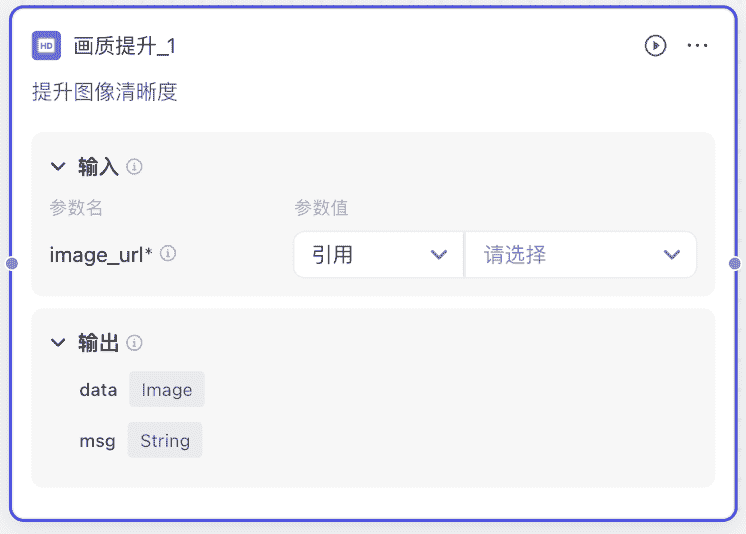 HD 画质提升_1
提升图像清晰度
输入
参数名 参数值
image_url* 引用 请选择
输出
data Image
msg String